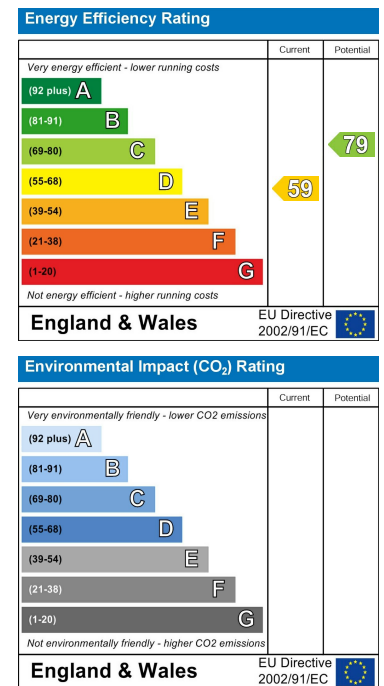 Energy Efficiency Rating
Current Potential
Very energy efficient - lower running costs
(92 plus) A
(81-91) B
(69-80) C
79
(55-68) D
59
(39-54) E
(21-38) F
(1-20) G
Not energy efficient - higher running costs
England & Wales
EU Directive
2002/91/EC
Environmental Impact (CO₂) Rating
Current Potential
Very environmentally friendly - lower CO2 emissions
(92 plus) A
(81-91) B
(69-80) C
(55-68) D
(39-54) E
(21-38) F
(1-20) G
Not environmentally friendly - higher CO2 emissions
England & Wales
EU Directive
2002/91/EC